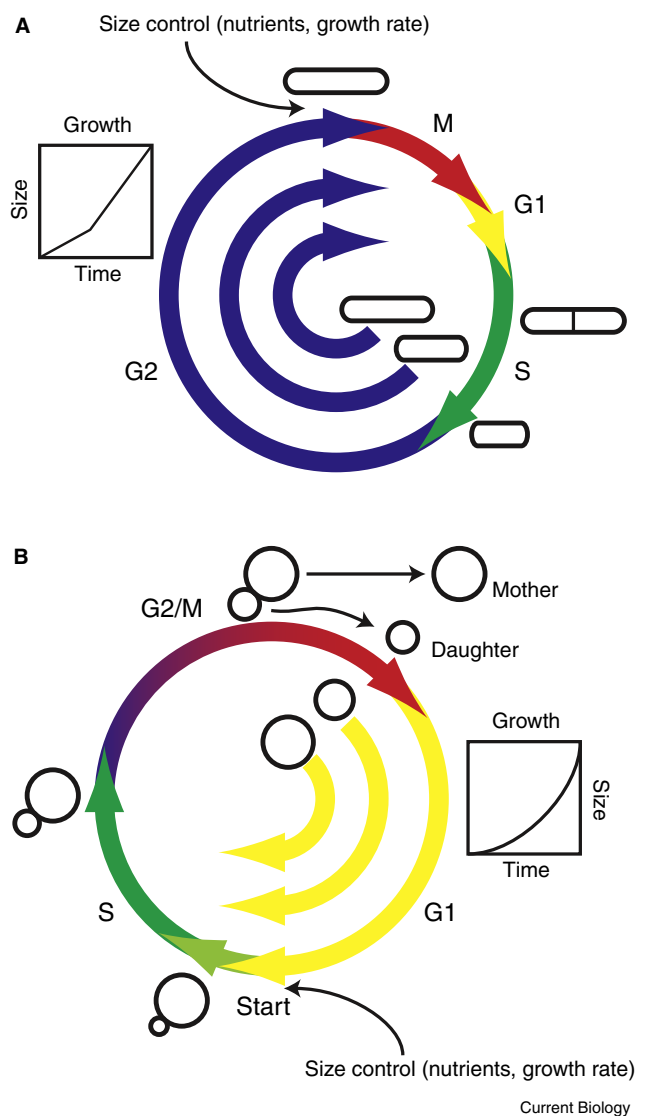 A
Size control (nutrients, growth rate)
M
Growth
Size
Time
G1
G2
S
B
G2/M
Mother
Daughter
Growth
Size
Time
S
G1
Start
Size control (nutrients, growth rate)
Current Biology